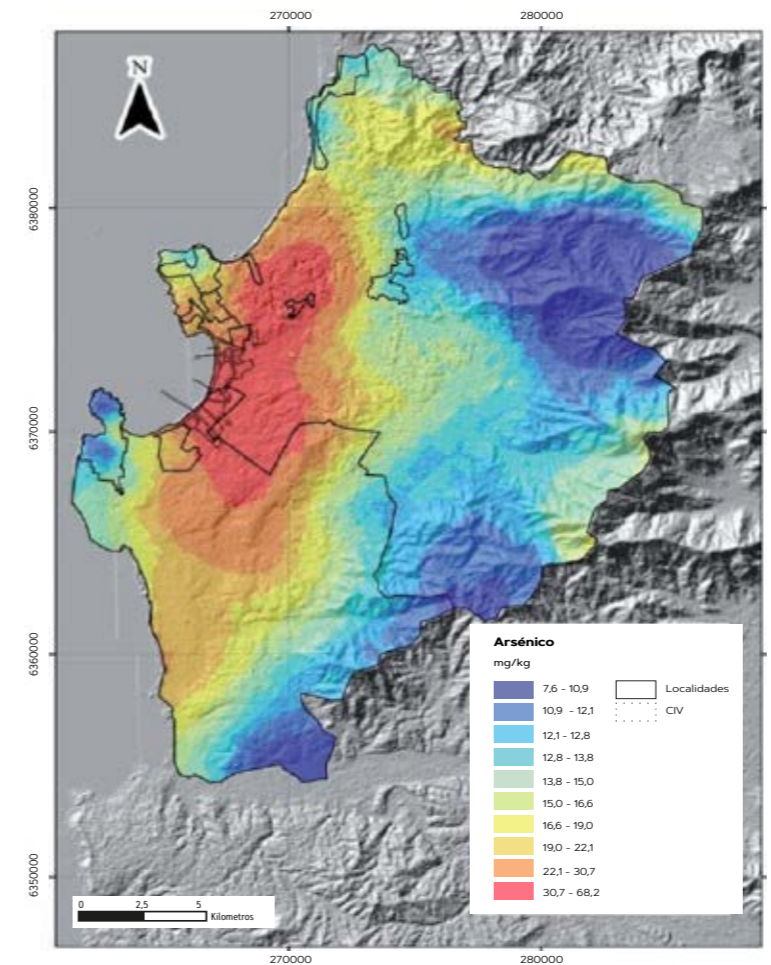 270000 280000
N
6380000
6370000
6360000
6350000
Arsénico
mg/kg
7,6 - 10,9 Localidades
10,9 - 12,1 CIV
12,1 - 12,8
12,8 - 13,8
13,8 - 15,0
15,0 - 16,6
16,6 - 19,0
19,0 - 22,1
22,1 - 30,7
30,7 - 68,2
0 2,5 5
Kilometros
270000 280000